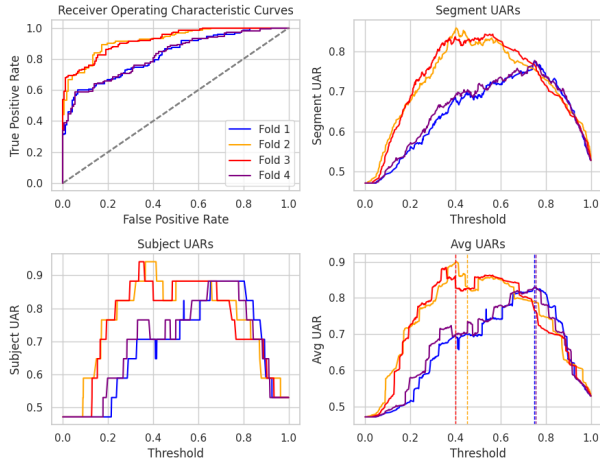 Receiver Operating Characteristic Curves
True Positive Rate
1.0
0.8
0.6
0.4
0.2
0.0
Fold 1
Fold 2
Fold 3
Fold 4
0.0 0.2 0.4 0.6 0.8 1.0
False Positive Rate
Segment UARs
Segment UAR
0.8
0.7
0.6
0.5
0.0 0.2 0.4 0.6 0.8 1.0
Threshold
Subject UARs
Subject UAR
0.9
0.8
0.7
0.6
0.5
0.0 0.2 0.4 0.6 0.8 1.0
Threshold
Avg UARs
Avg UAR
0.9
0.8
0.7
0.6
0.5
0.0 0.2 0.4 0.6 0.8 1.0
Threshold